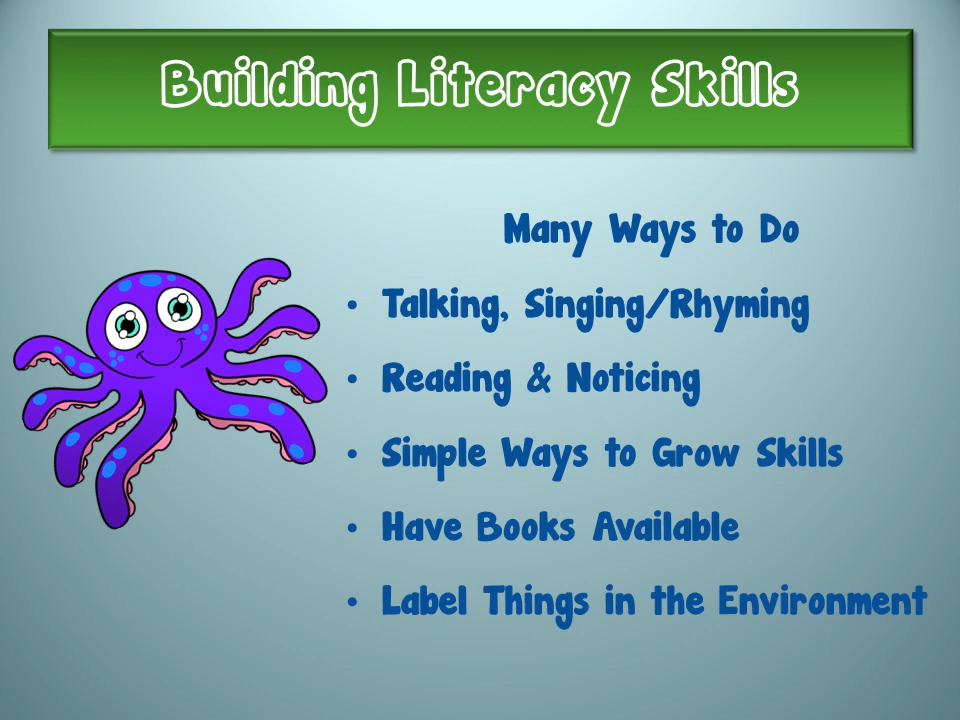 Building Literacy Skills
Many Ways to Do
• Talking, Singing/Rhyming
• Reading & Noticing
• Simple Ways to Grow Skills
• Have Books Available
• Label Things in the Environment